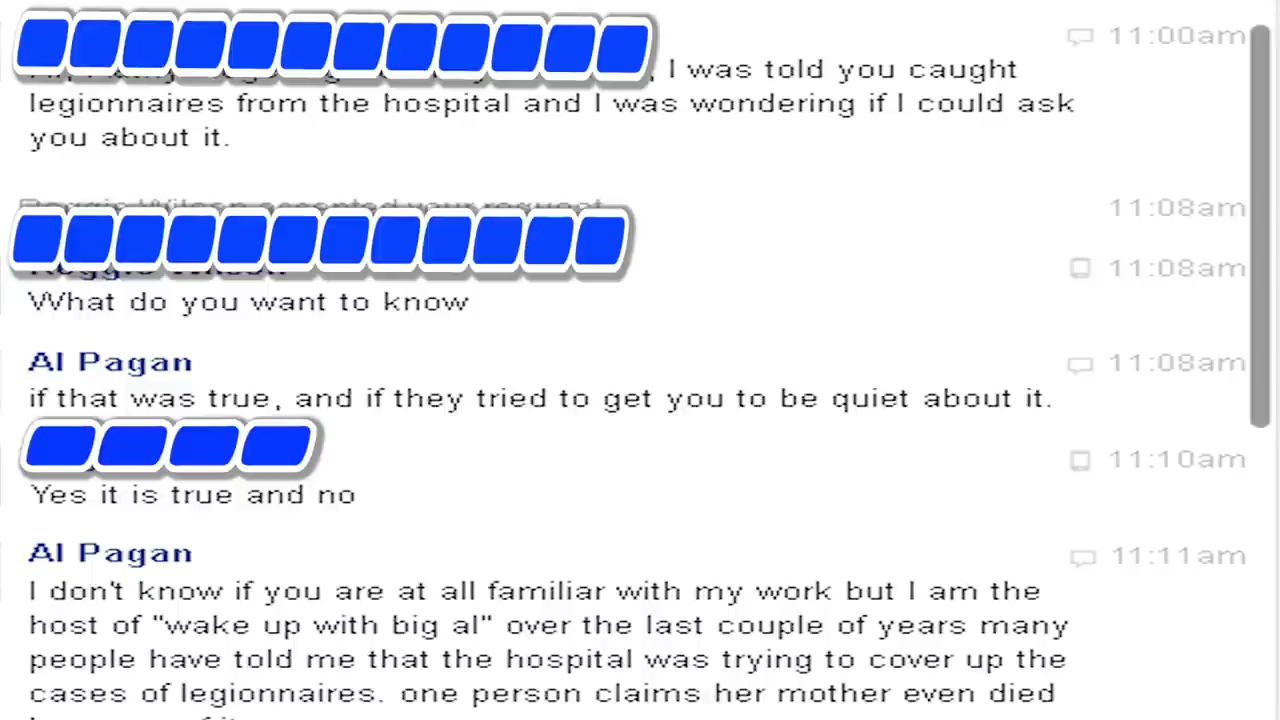 11:00am
, I was told you caught
legionnaires from the hospital and I was wondering if I could ask
you about it.
11:08am
11:08am
What do you want to know
Al Pagan 11:08am
if that was true, and if they tried to get you to be quiet about it.
11:10am
Yes it is true and no
Al Pagan 11:11am
I don't know if you are at all familiar with my work but I am the
host of "wake up with big al" over the last couple of years many
people have told me that the hospital was trying to cover up the
cases of legionnaires. one person claims her mother even died